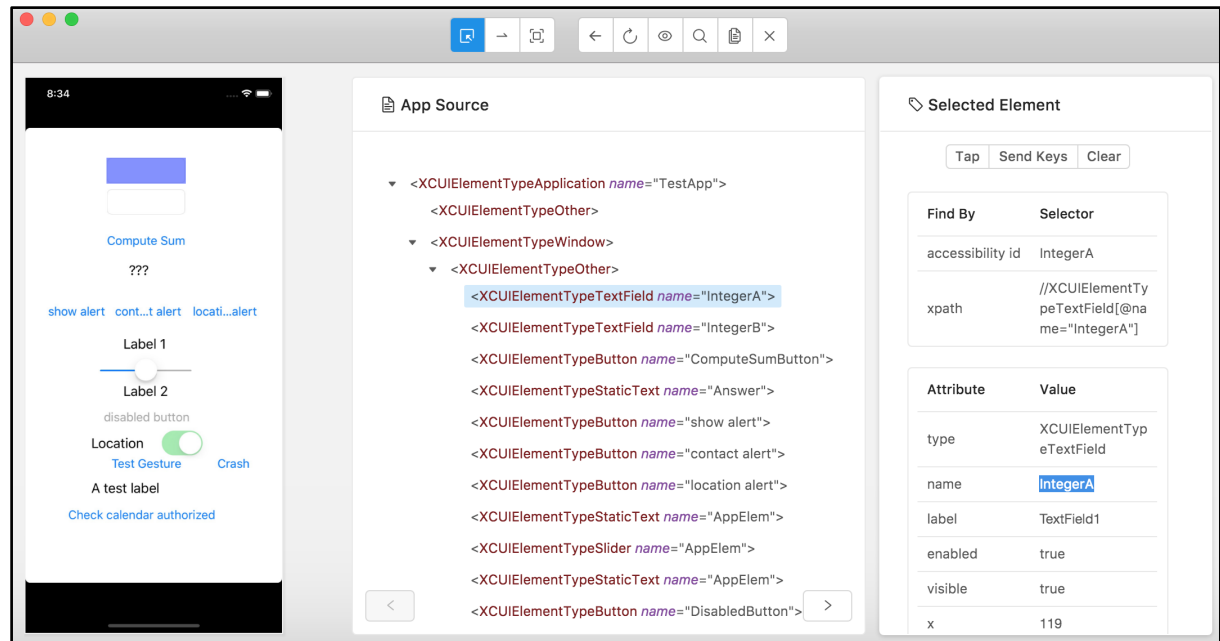 8:34
Compute Sum
???
show alert cont...t alert locati...alert
Label 1
Label 2
disabled button
Location
Test Gesture Crash
A test label
Check calendar authorized
App Source
<XCUIElementTypeApplication name="TestApp">
<XCUIElementTypeOther>
<XCUIElementTypeWindow>
<XCUIElementTypeOther>
<XCUIElementTypeTextField name="IntegerA">
<XCUIElementTypeTextField name="IntegerB">
<XCUIElementTypeButton name="ComputeSumButton">
<XCUIElementTypeStaticText name="Answer">
<XCUIElementTypeButton name="show alert">
<XCUIElementTypeButton name="contact alert">
<XCUIElementTypeButton name="location alert">
<XCUIElementTypeStaticText name="AppElem">
<XCUIElementTypeSlider name="AppElem">
<XCUIElementTypeStaticText name="AppElem">
<XCUIElementTypeButton name="DisabledButton">
Selected Element
Tap Send Keys Clear
Find By Selector
accessibility id IntegerA
xpath //XCUIElementTy
peTextField[@na
me="IntegerA"]
Attribute Value
type XCUIElementTyp
eTextField
name IntegerA
label TextField1
enabled true
visible true
x 119